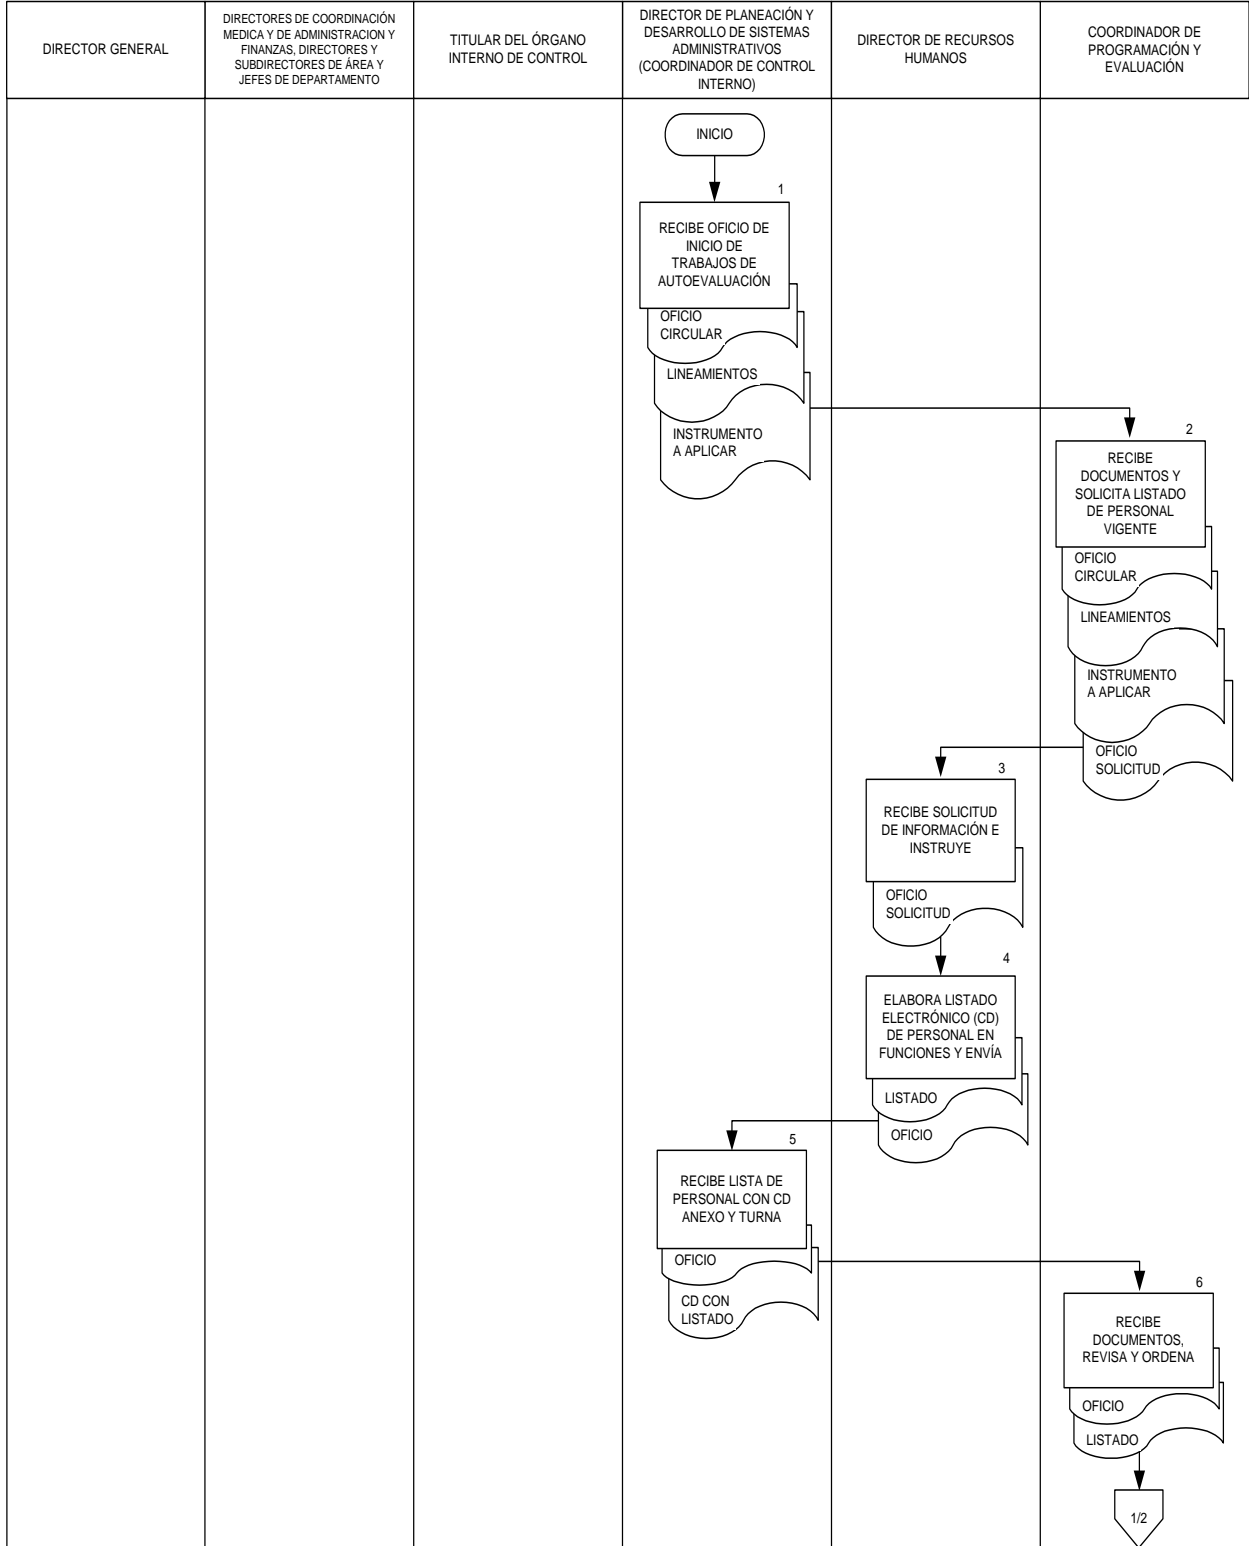 DIRECTOR GENERAL
DIRECTORES DE COORDINACIÓN
MEDICA Y DE ADMINISTRACION Y
FINANZAS, DIRECTORES Y
SUBDIRECTORES DE ÁREA Y
JEFES DE DEPARTAMENTO
TITULAR DEL ÓRGANO
INTERNO DE CONTROL
DIRECTOR DE PLANEACIÓN Y
DESARROLLO DE SISTEMAS
ADMINISTRATIVOS
(COORDINADOR DE CONTROL
INTERNO)
DIRECTOR DE RECURSOS
HUMANOS
COORDINADOR DE
PROGRAMACIÓN Y
EVALUACIÓN
INICIO
1
RECIBE OFICIO DE
INICIO DE
TRABAJOS DE
AUTOEVALUACIÓN
OFICIO
CIRCULAR
LINEAMIENTOS
INSTRUMENTO
A APLICAR
2
RECIBE
DOCUMENTOS Y
SOLICITA LISTADO
DE PERSONAL
VIGENTE
OFICIO
CIRCULAR
LINEAMIENTOS
INSTRUMENTO
A APLICAR
OFICIO
SOLICITUD
3
RECIBE SOLICITUD
DE INFORMACIÓN E
INSTRUYE
OFICIO
SOLICITUD
4
ELABORA LISTADO
ELECTRÓNICO (CD)
DE PERSONAL EN
FUNCIONES Y ENVÍA
LISTADO
OFICIO
5
RECIBE LISTA DE
PERSONAL CON CD
ANEXO Y TURNA
OFICIO
CD CON
LISTADO
6
RECIBE
DOCUMENTOS,
REVISA Y ORDENA
OFICIO
LISTADO
1/2